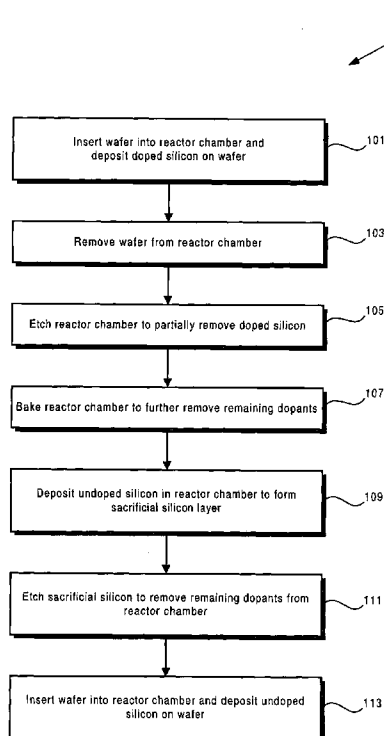 Insert wafer into reactor chamber and
deposit doped silicon on wafer
101
Remove wafer from reactor chamber
103
Etch reactor chamber to partially remove doped silicon
105
Bake reactor chamber to further remove remaining dopants
107
Deposit undoped silicon in reactor chamber to form
sacrificial silicon layer
109
Etch sacrificial silicon to remove remaining dopants from
reactor chamber
111
Insert wafer into reactor chamber and deposit undoped
silicon on wafer
113